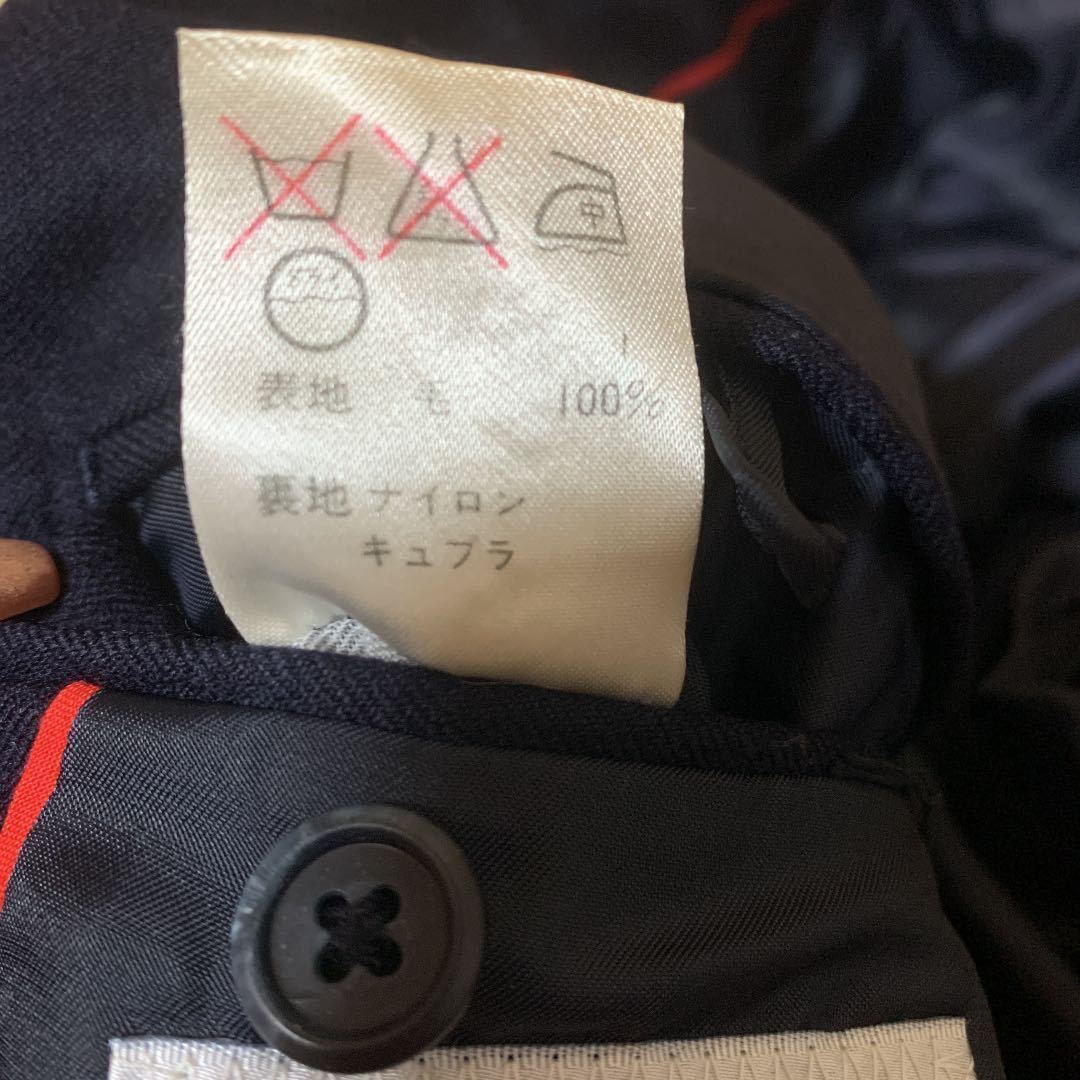 中
表地 毛 100%
裏地 ナイロン
キュプラ